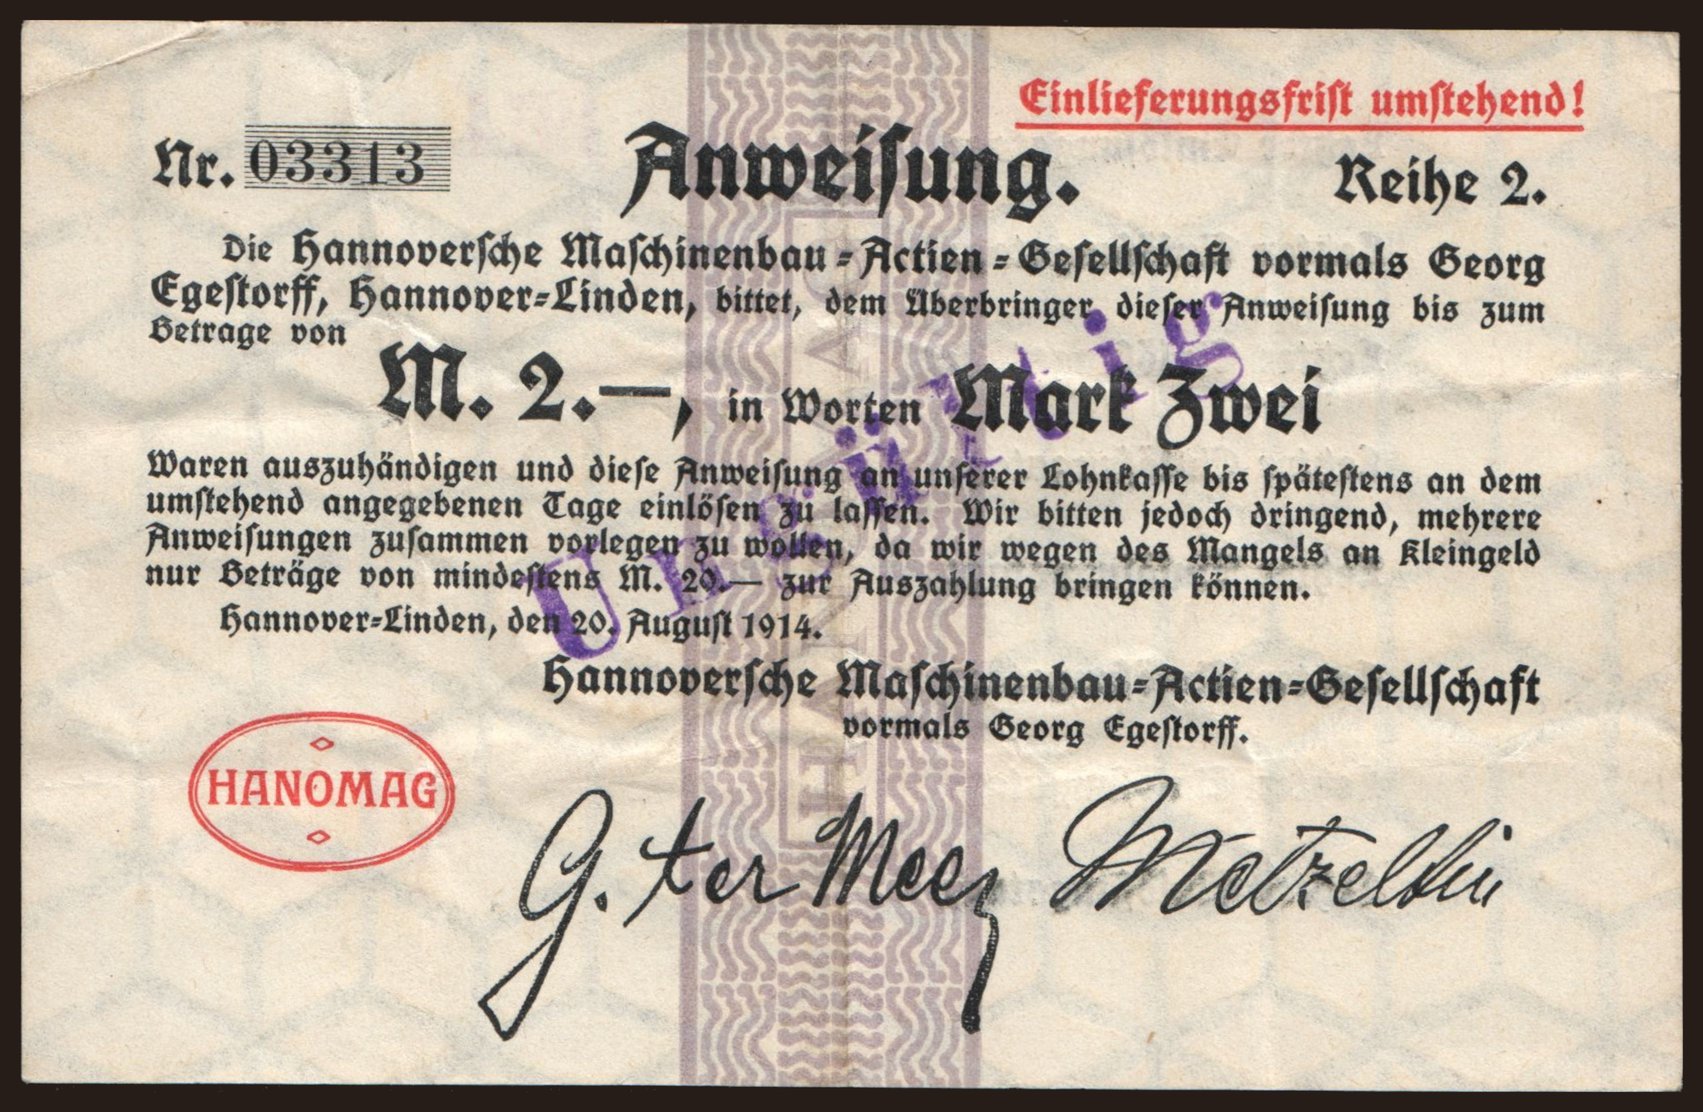 Einlieferungsfrist umstehend!
Nr. 03313 Anweisung. Reihe 2.
Die Hannoversche Maschinenbau-Actien-Gesellschaft vormals Georg
Egestorff, Hannover-Linden, bittet, dem Überbringer dieser Anweisung bis zum
Betrage von
M. 2.—, in Worten Mark Zwei
Waren auszuhändigen und diese Anweisung an unserer Lohnkasse bis spätestens an dem
umstehend angegebenen Tage einlösen zu lassen. Wir bitten jedoch dringend, mehrere
Anweisungen zusammen vorlegen zu wollen, da wir wegen des Mangels an Kleingeld
nur Beträge von mindestens M. 20.— zur Auszahlung bringen können.
Hannover-Linden, den 20. August 1914.
Hannoversche Maschinenbau-Actien-Gesellschaft
vormals Georg Egestorff.
HANOMAG
G. ter Meer Metzeltin
Ungültig
HANOMAG